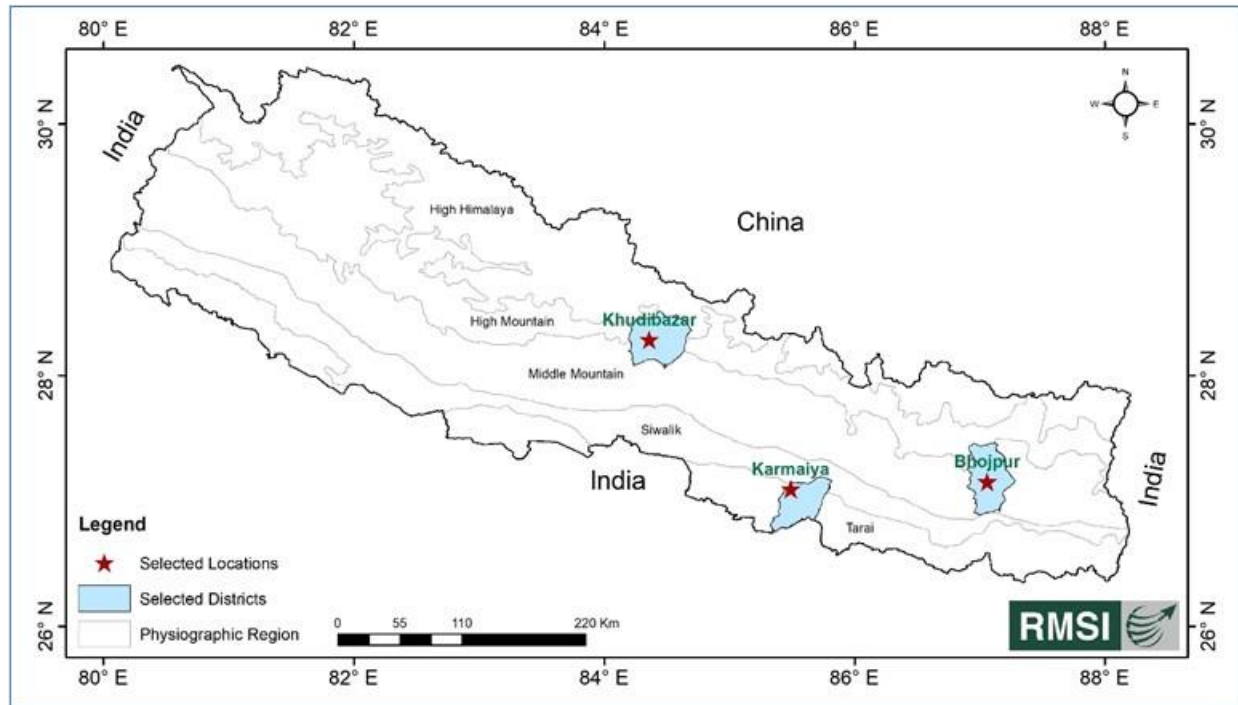 80° E 82° E 84° E 86° E 88° E
30° N
28° N
26° N
30° N
28° N
26° N
N
W E
S
India
China
High Himalaya
Khudibazar
High Mountain
Middle Mountain
Siwalik
Karmaiya
Bhojpur
India
India
Tarai
Legend
Selected Locations
Selected Districts
Physiographic Region
0 55 110 220 Km
RMSI
80° E 82° E 84° E 86° E 88° E